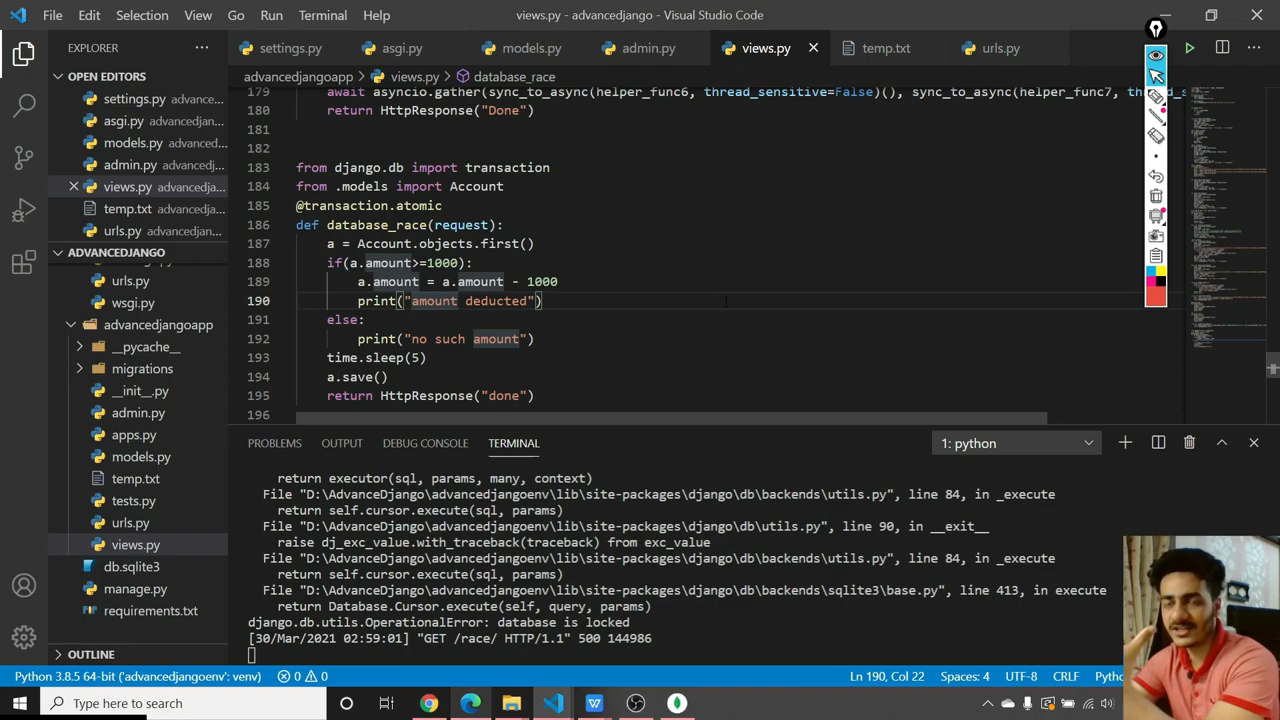 File Edit Selection View Go Run Terminal Help
views.py - advancedjango - Visual Studio Code
EXPLORER
settings.py asgi.py models.py admin.py views.py temp.txt urls.py
OPEN EDITORS
settings.py advance...
asgi.py advancedja...
models.py advance...
admin.py advanced...
views.py advancedja...
temp.txt advancedja...
urls.py advancedja...
ADVANCEDJANGO
urls.py
wsgi.py
advancedjangoapp
__pycache__
migrations
__init__.py
admin.py
apps.py
models.py
temp.txt
tests.py
urls.py
views.py
db.sqlite3
manage.py
requirements.txt
OUTLINE
advancedjangoapp > views.py > database_race
179 await asyncio.gather(sync_to_async(helper_func6, thread_sensitive=False)(), sync_to_async(helper_func7, thread_s
180 return HttpResponse("Done")
181
182
183 from django.db import transaction
184 from .models import Account
185 @transaction.atomic
186 def database_race(request):
187 a = Account.objects.first()
188 if(a.amount>=1000):
189 a.amount = a.amount - 1000
190 print("amount deducted")
191 else:
192 print("no such amount")
193 time.sleep(5)
194 a.save()
195 return HttpResponse("done")
196
PROBLEMS OUTPUT DEBUG CONSOLE TERMINAL
1: python
return executor(sql, params, many, context)
File "D:\AdvanceDjango\advancedjangoenv\lib\site-packages\django\db\backends\utils.py", line 84, in _execute
return self.cursor.execute(sql, params)
File "D:\AdvanceDjango\advancedjangoenv\lib\site-packages\django\db\utils.py", line 90, in __exit__
raise dj_exc_value.with_traceback(traceback) from exc_value
File "D:\AdvanceDjango\advancedjangoenv\lib\site-packages\django\db\backends\utils.py", line 84, in _execute
return self.cursor.execute(sql, params)
File "D:\AdvanceDjango\advancedjangoenv\lib\site-packages\django\db\backends\sqlite3\base.py", line 413, in execute
return Database.Cursor.execute(self, query, params)
django.db.utils.OperationalError: database is locked
[30/Mar/2021 02:59:01] "GET /race/ HTTP/1.1" 500 144986
Python 3.8.5 64-bit ('advancedjangoenv': venv) 0 0
Ln 190, Col 22 Spaces: 4 UTF-8 CRLF Pytho
Type here to search